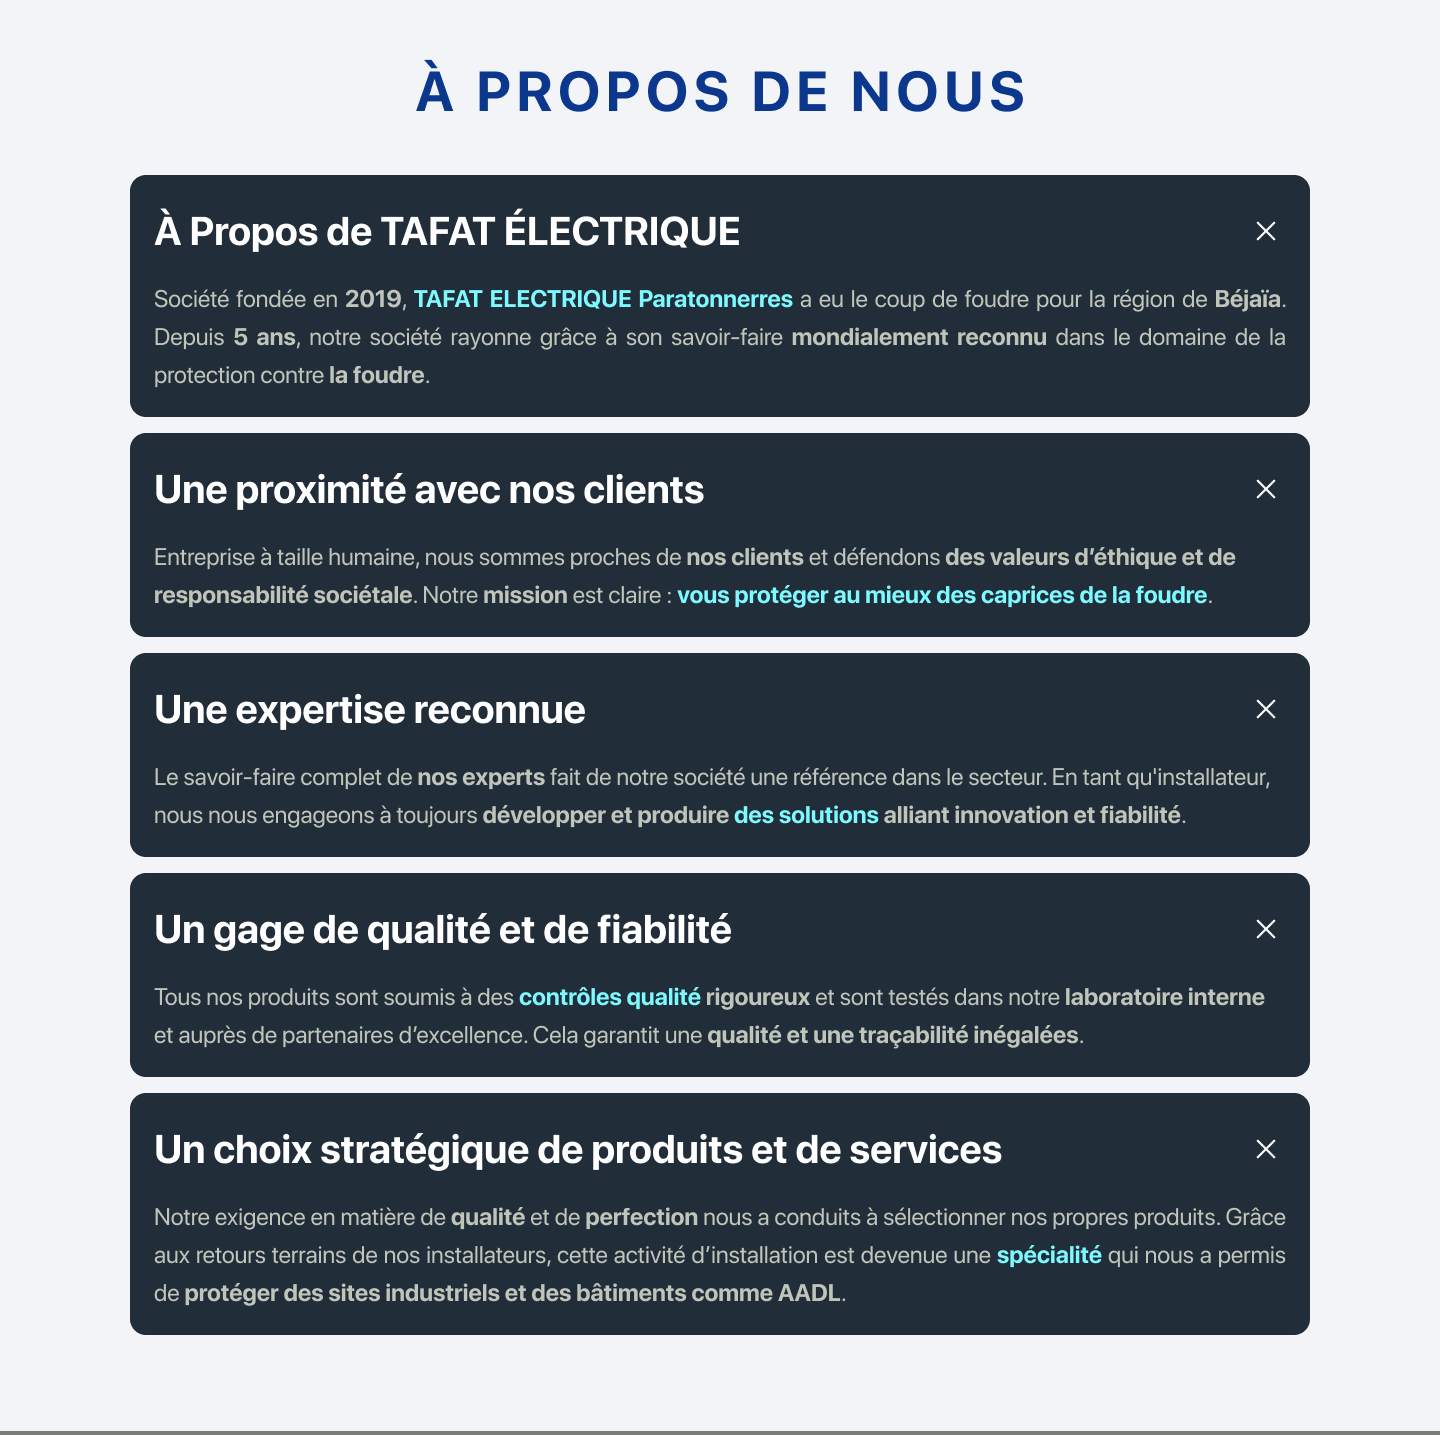 À PROPOS DE NOUS
À Propos de TAFAT ÉLECTRIQUE
Société fondée en 2019, TAFAT ELECTRIQUE Paratonnerres a eu le coup de foudre pour la région de Béjaïa.
Depuis 5 ans, notre société rayonne grâce à son savoir-faire mondialement reconnu dans le domaine de la
protection contre la foudre.
Une proximité avec nos clients
Entreprise à taille humaine, nous sommes proches de nos clients et défendons des valeurs d’éthique et de
responsabilité sociétale. Notre mission est claire : vous protéger au mieux des caprices de la foudre.
Une expertise reconnue
Le savoir-faire complet de nos experts fait de notre société une référence dans le secteur. En tant qu'installateur,
nous nous engageons à toujours développer et produire des solutions alliant innovation et fiabilité.
Un gage de qualité et de fiabilité
Tous nos produits sont soumis à des contrôles qualité rigoureux et sont testés dans notre laboratoire interne
et auprès de partenaires d’excellence. Cela garantit une qualité et une traçabilité inégalées.
Un choix stratégique de produits et de services
Notre exigence en matière de qualité et de perfection nous a conduits à sélectionner nos propres produits. Grâce
aux retours terrains de nos installateurs, cette activité d’installation est devenue une spécialité qui nous a permis
de protéger des sites industriels et des bâtiments comme AADL.